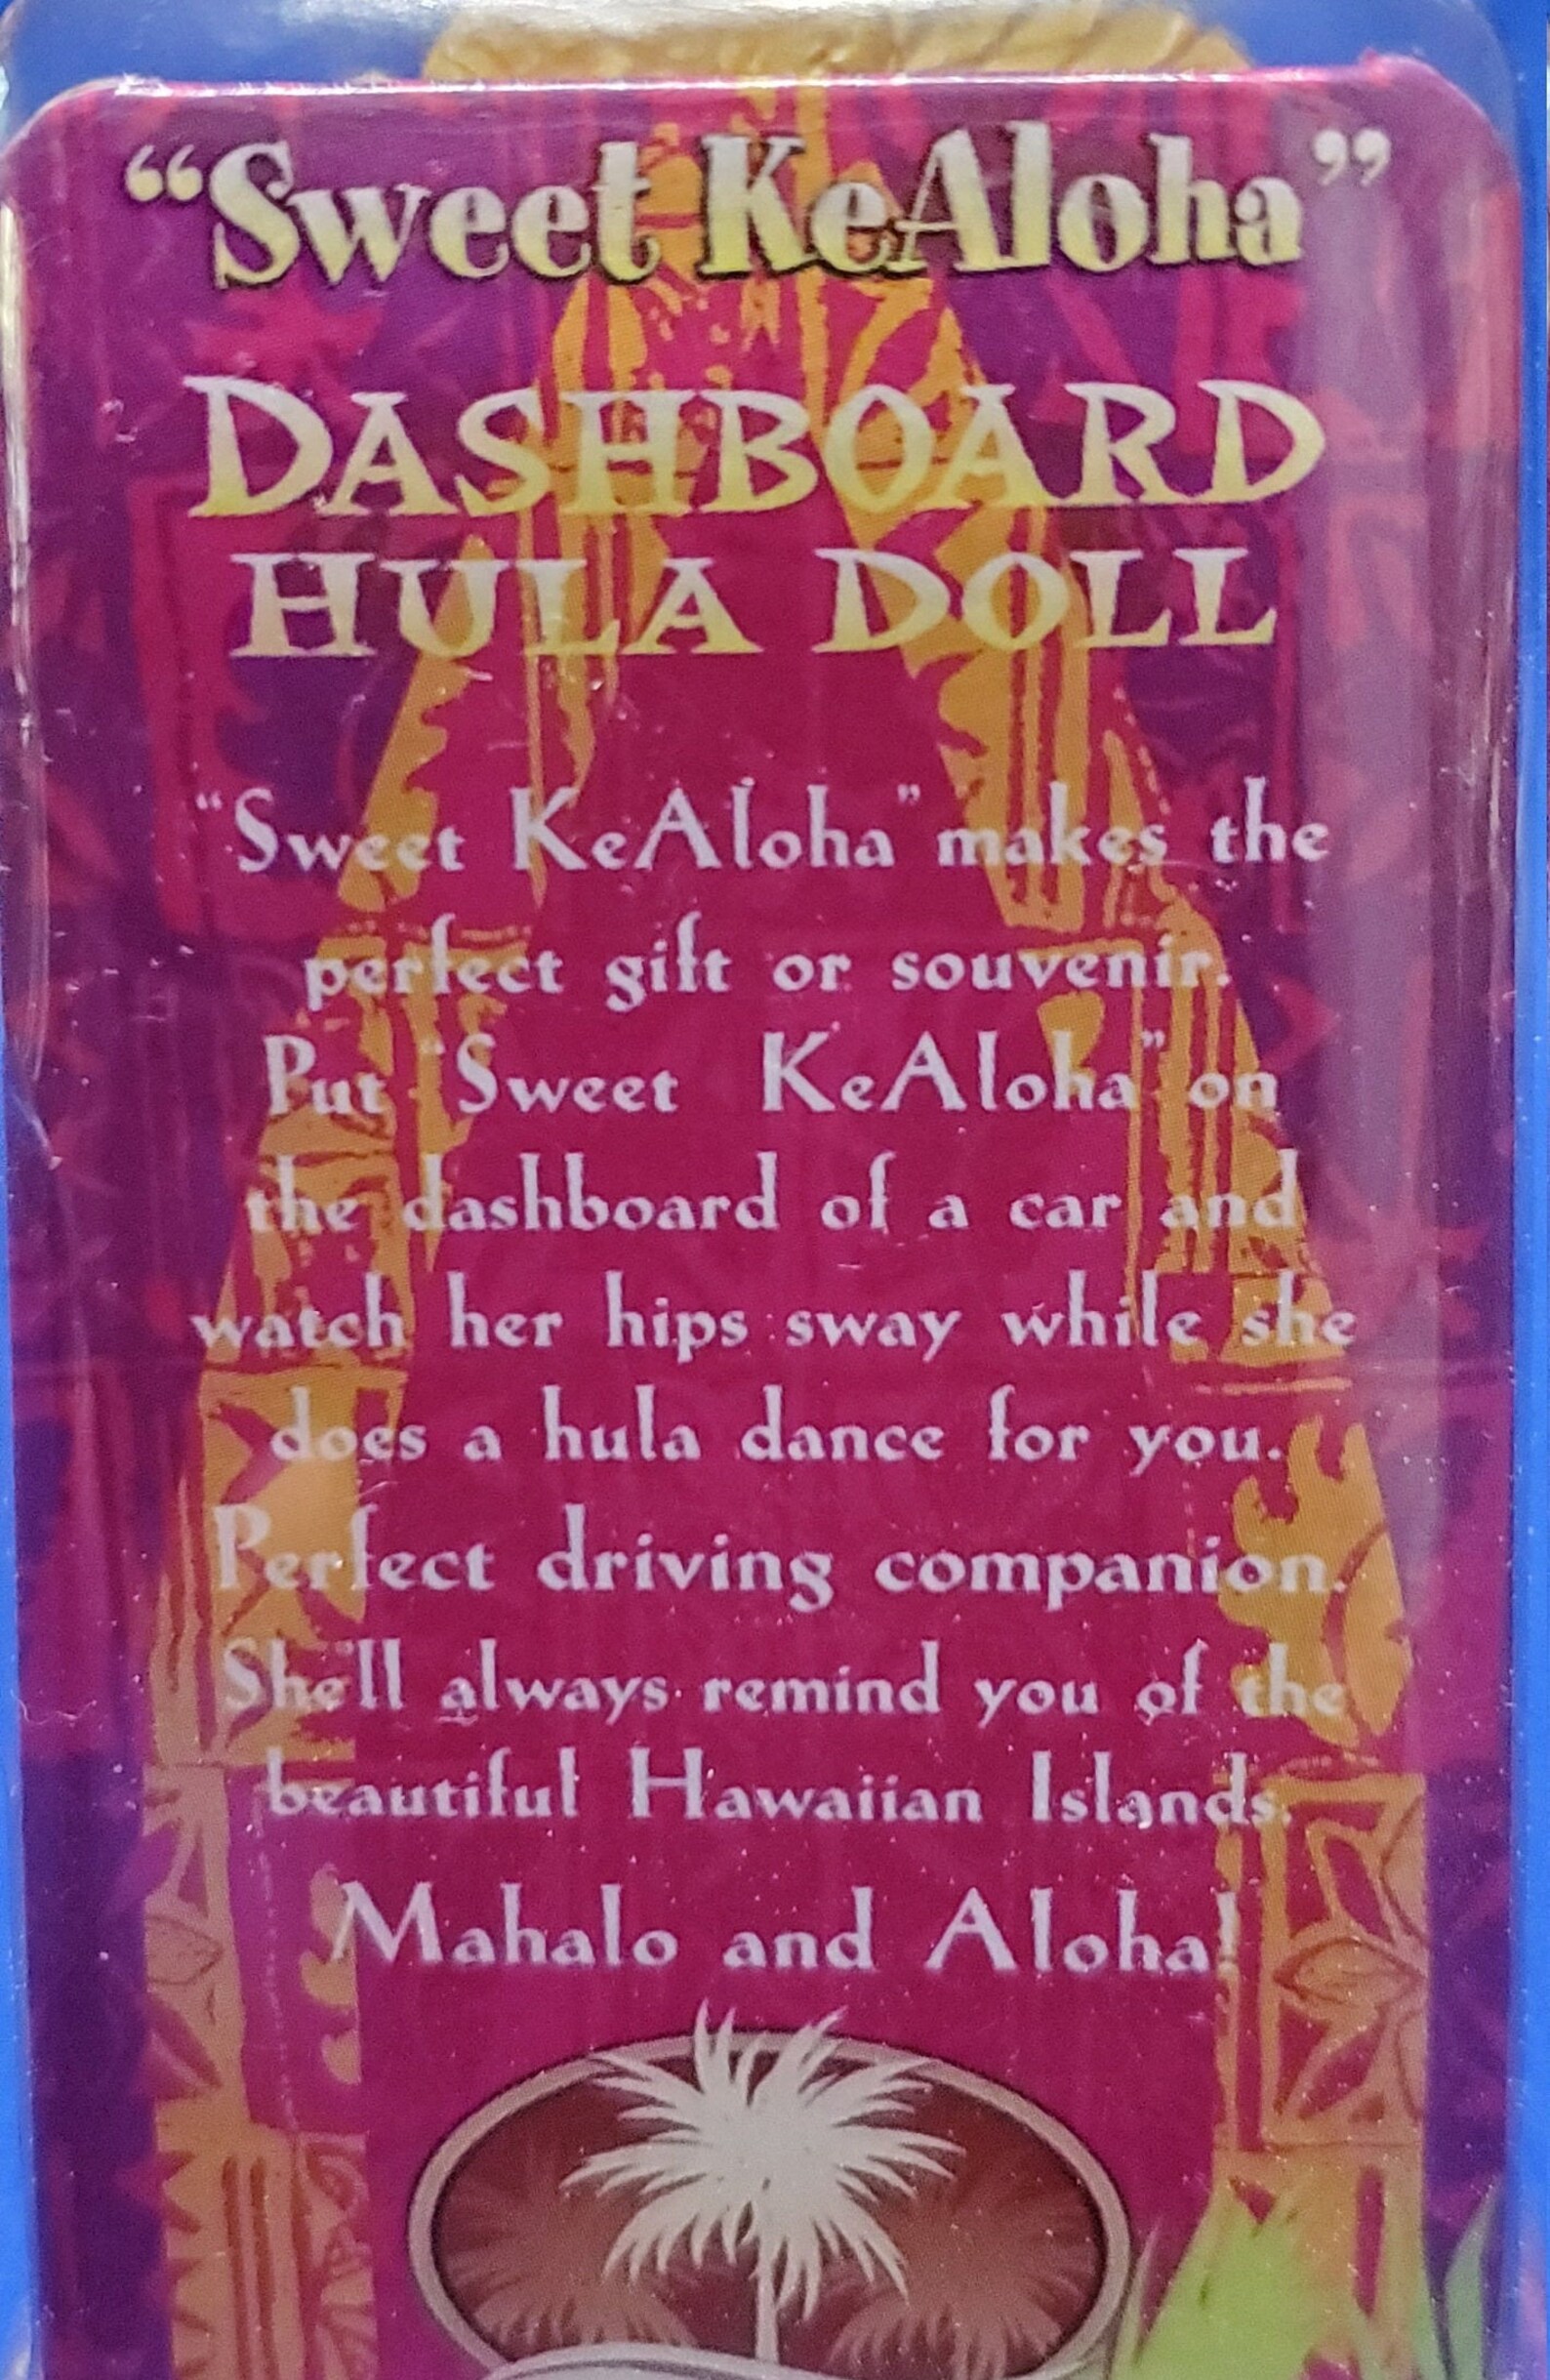 “Sweet KeAloha”
DASHBOARD
HULA DOLL
“Sweet KeAloha” makes the
perfect gift or souvenir.
Put “Sweet KeAloha” on
the dashboard of a car and
watch her hips sway while she
does a hula dance for you.
Perfect driving companion.
She'll always remind you of the
beautiful Hawaiian Islands.
Mahalo and Aloha!